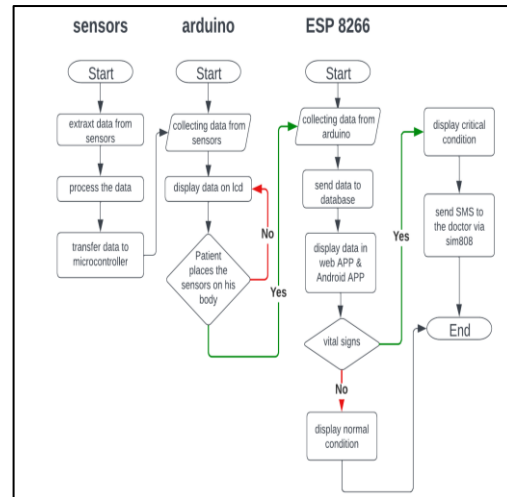 sensors
arduino
ESP 8266
Start
extraxt data from
sensors
process the data
transfer data to
microcontroller
Start
collecting data from
sensors
display data on lcd
No
Patient
places the
sensors on his
body
Yes
Start
collecting data from
arduino
send data to
database
display data in
web APP &
Android APP
vital signs
Yes
No
display normal
condition
display critical
condition
send SMS to
the doctor via
sim808
End